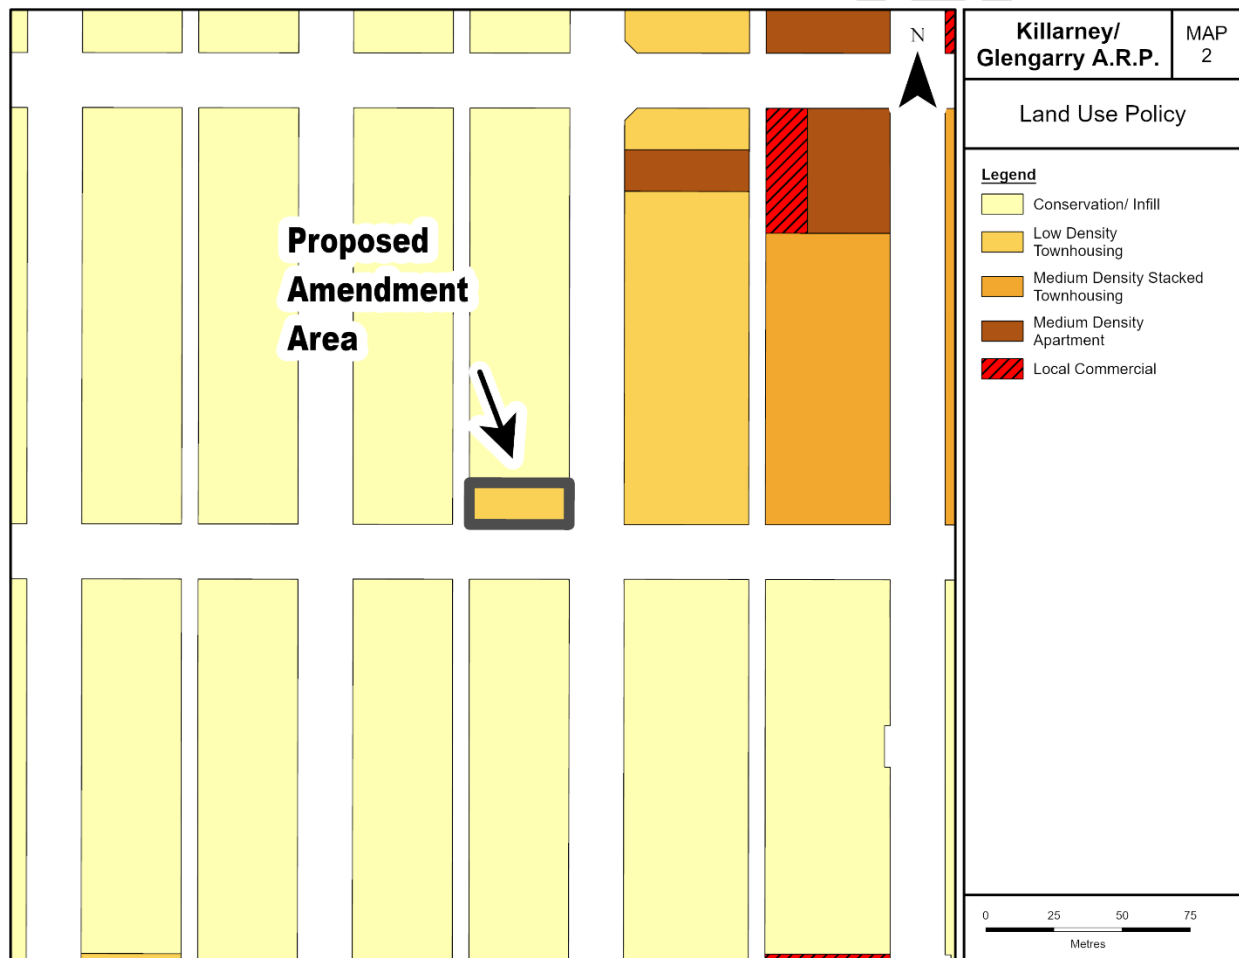 N
Proposed
Amendment
Area
Killarney/
Glengarry A.R.P.
MAP
2
Land Use Policy
Legend
Conservation/ Infill
Low Density
Townhousing
Medium Density Stacked
Townhousing
Medium Density
Apartment
Local Commercial
0 25 50 75
Metres